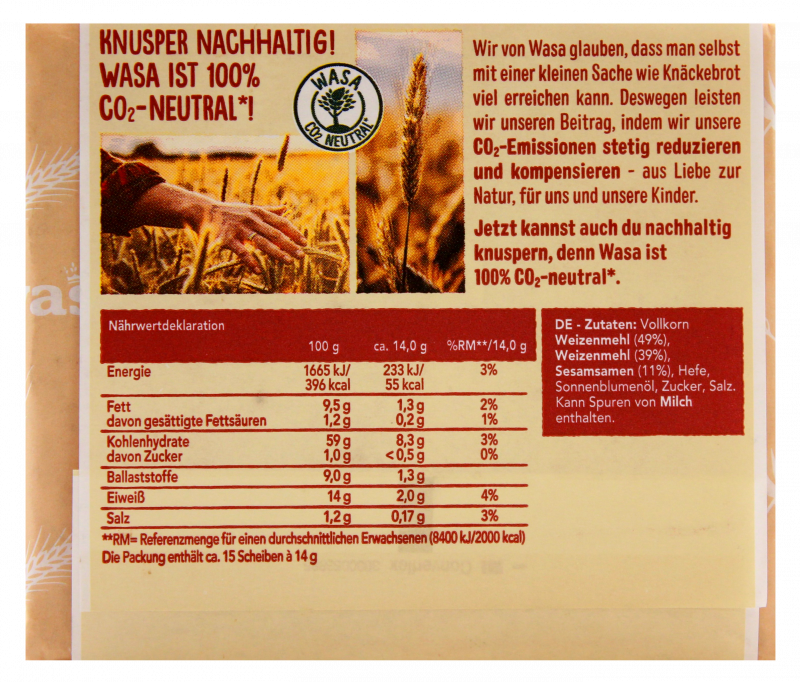 KNUSPER NACHHALTIG!
WASA IST 100%
CO₂-NEUTRAL*!
WASA
CO₂ NEUTRAL*
Wir von Wasa glauben, dass man selbst
mit einer kleinen Sache wie Knäckebrot
viel erreichen kann. Deswegen leisten
wir unseren Beitrag, indem wir unsere
CO₂-Emissionen stetig reduzieren
und kompensieren - aus Liebe zur
Natur, für uns und unsere Kinder.
Jetzt kannst auch du nachhaltig
knuspern, denn Wasa ist
100% CO₂-neutral*.
Nährwertdeklaration
100 g ca. 14,0 g %RM**/14,0 g
Energie 1665 kJ/ 233 kJ/ 3%
396 kcal 55 kcal
Fett 9,5 g 1,3 g 2%
davon gesättigte Fettsäuren 1,2 g 0,2 g 1%
Kohlenhydrate 59 g 8,3 g 3%
davon Zucker 1,0 g <0,5 g 0%
Ballaststoffe 9,0 g 1,3 g
Eiweiß 14 g 2,0 g 4%
Salz 1,2 g 0,17 g 3%
**RM= Referenzmenge für einen durchschnittlichen Erwachsenen (8400 kJ/2000 kcal)
Die Packung enthält ca. 15 Scheiben à 14 g
DE - Zutaten: Vollkorn
Weizenmehl (49%),
Weizenmehl (39%),
Sesamsamen (11%), Hefe,
Sonnenblumenöl, Zucker, Salz.
Kann Spuren von Milch
enthalten.